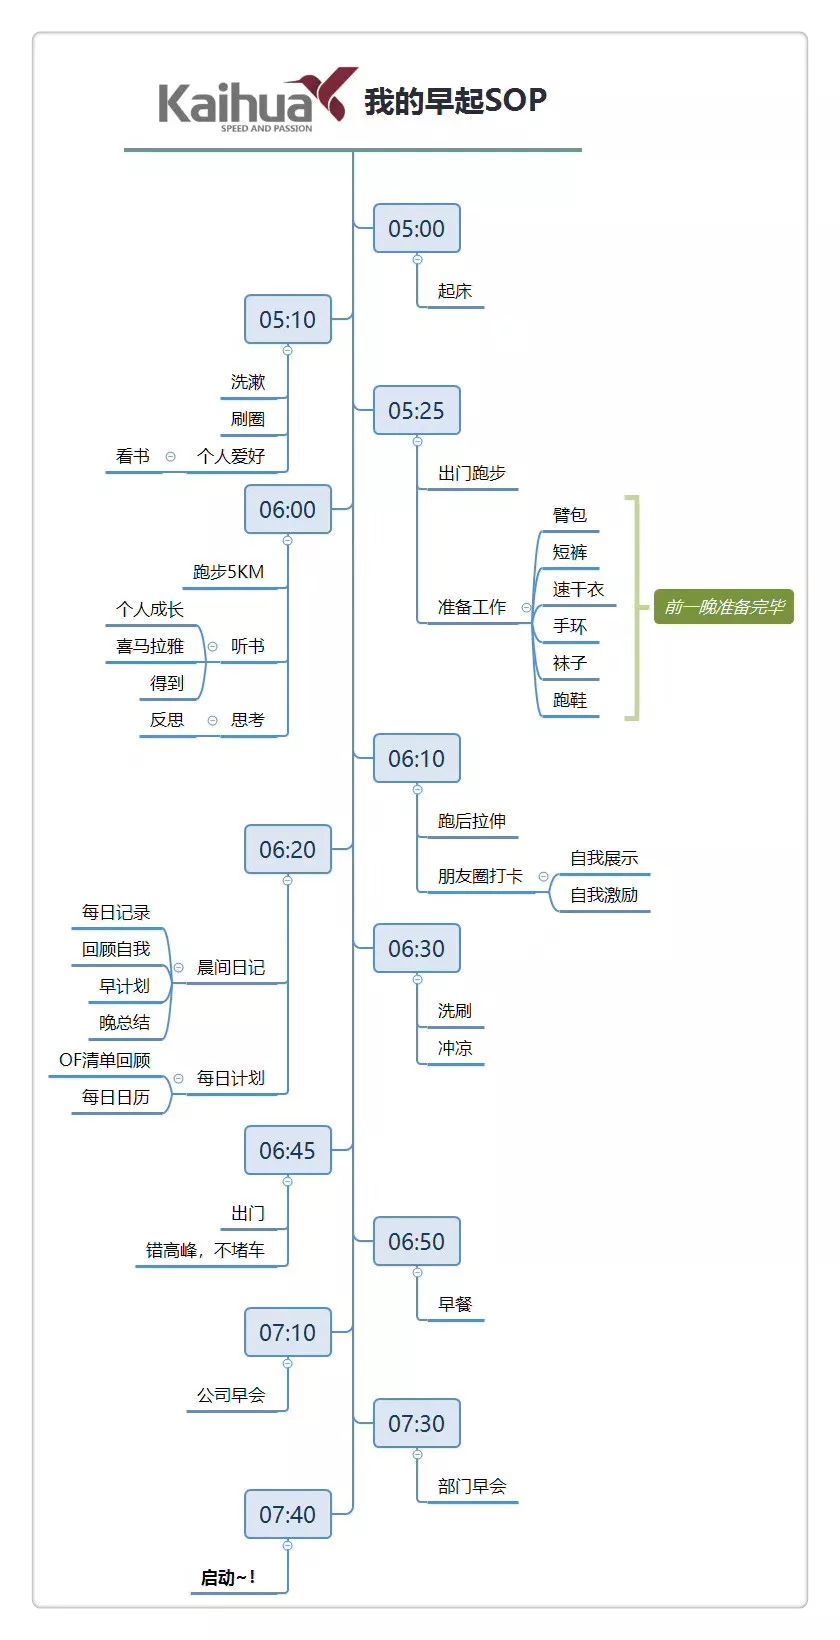 Kaihua
SPEED AND PASSION
我的早起SOP
05:00
起床
05:10
洗漱
刷圈
个人爱好
看书
05:25
出门跑步
准备工作
臂包
短裤
速干衣
手环
袜子
跑鞋
前一晚准备完毕
06:00
跑步5KM
听书
个人成长
喜马拉雅
得到
思考
反思
06:10
跑后拉伸
朋友圈打卡
自我展示
自我激励
06:20
晨间日记
每日记录
回顾自我
早计划
晚总结
每日计划
OF清单回顾
每日日历
06:30
洗刷
冲凉
06:45
出门
错高峰，不堵车
06:50
早餐
07:10
公司早会
07:30
部门早会
07:40
启动~！